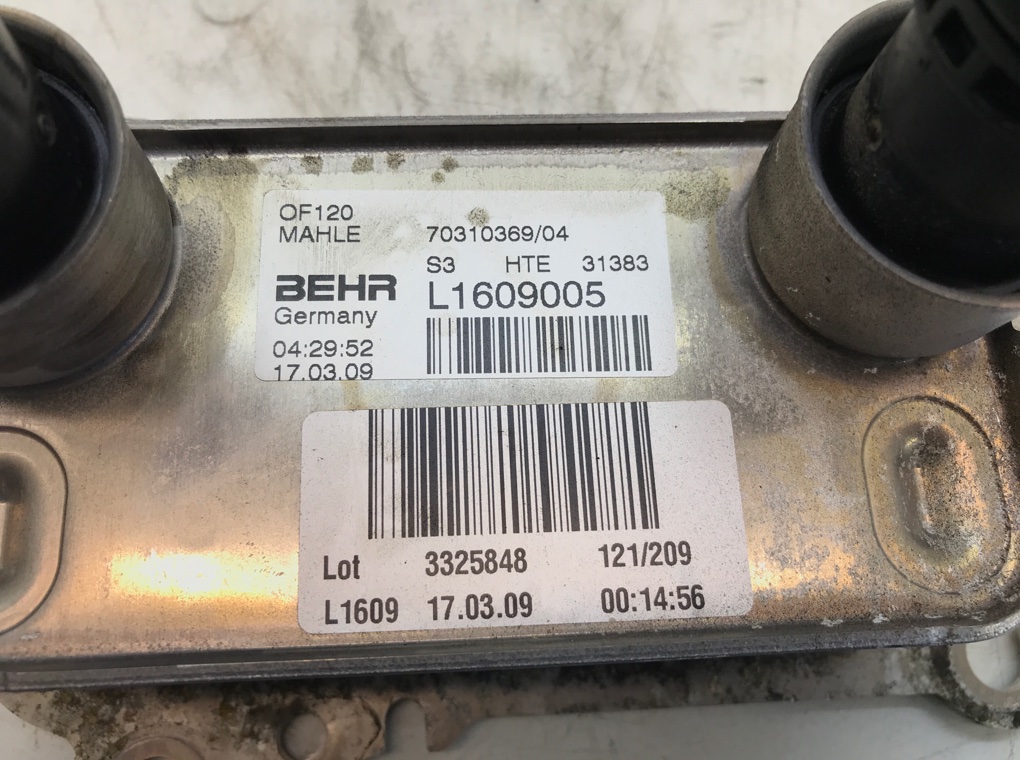 OF120
MAHLE 70310369/04
S3 HTE 31383
BEHR L1609005
Germany
04:29:52
17.03.09
Lot 3325848 121/209
L1609 17.03.09 00:14:56